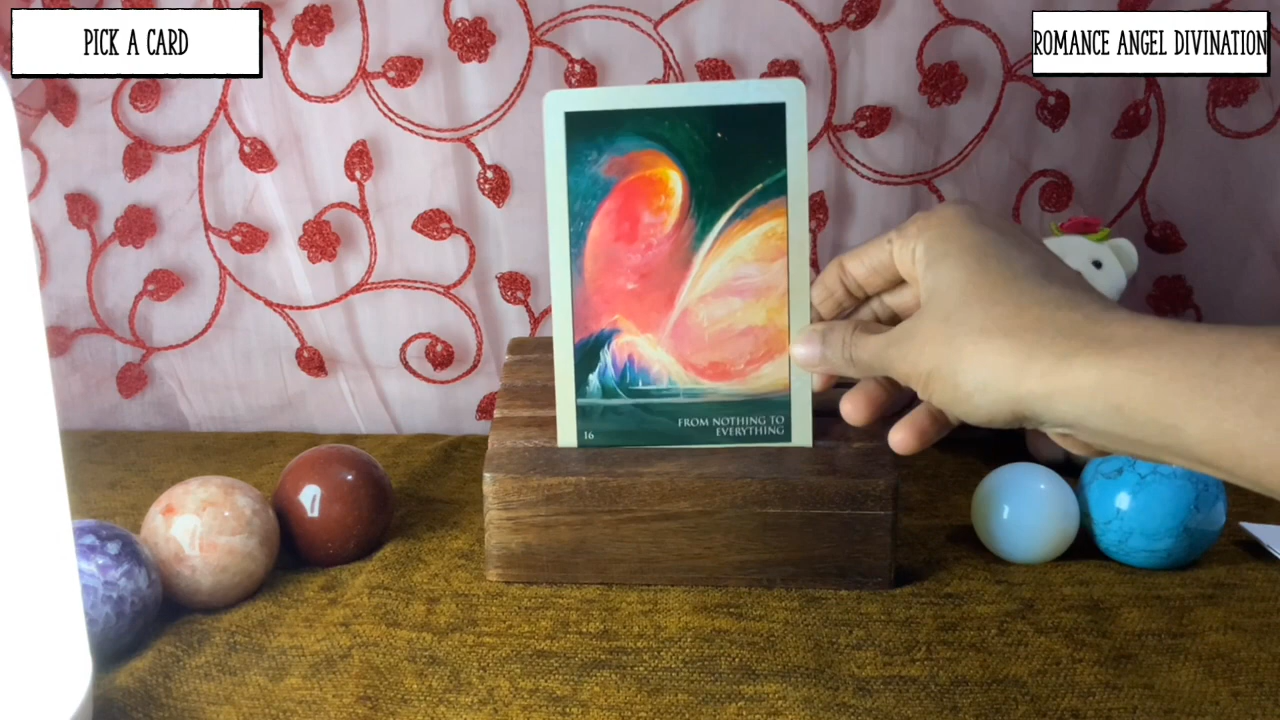 PICK A CARD
ROMANCE ANGEL DIVINATION
FROM NOTHING TO
EVERYTHING
16